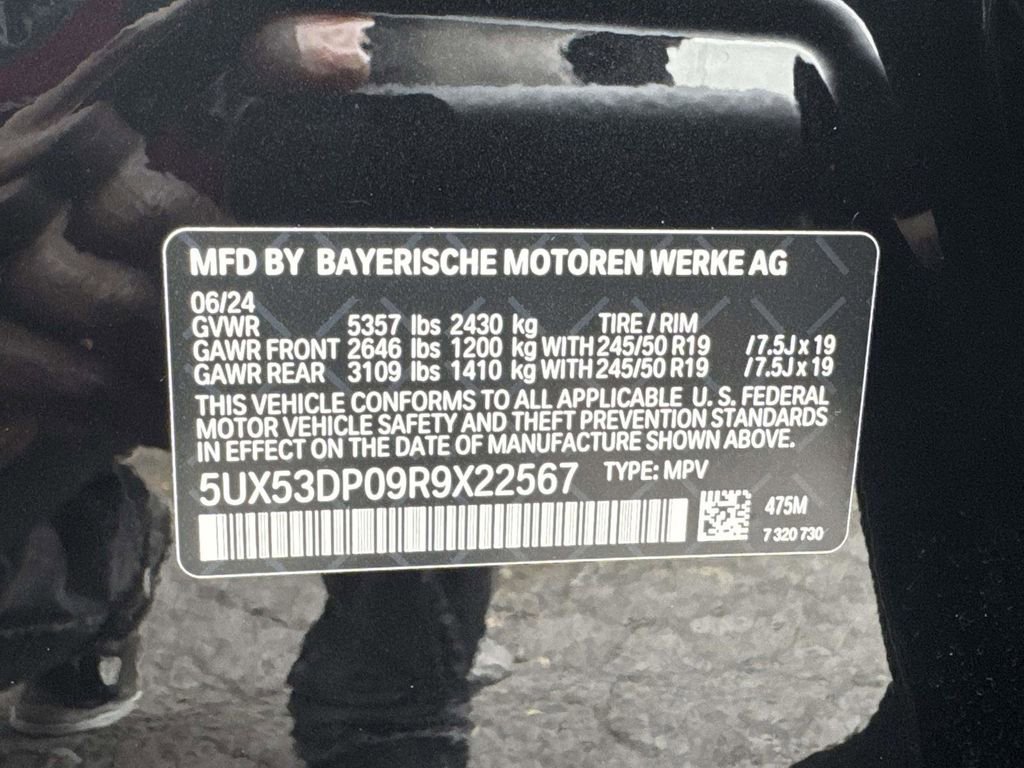 MFD BY BAYERISCHE MOTOREN WERKE AG
06/24
GVWR 5357 lbs 2430 kg TIRE / RIM
GAWR FRONT 2646 lbs 1200 kg WITH 245/50 R19 /7.5J x 19
GAWR REAR 3109 lbs 1410 kg WITH 245/50 R19 /7.5J x 19
THIS VEHICLE CONFORMS TO ALL APPLICABLE U. S. FEDERAL
MOTOR VEHICLE SAFETY AND THEFT PREVENTION STANDARDS
IN EFFECT ON THE DATE OF MANUFACTURE SHOWN ABOVE.
5UX53DP09R9X22567 TYPE: MPV
475M
7 320 730